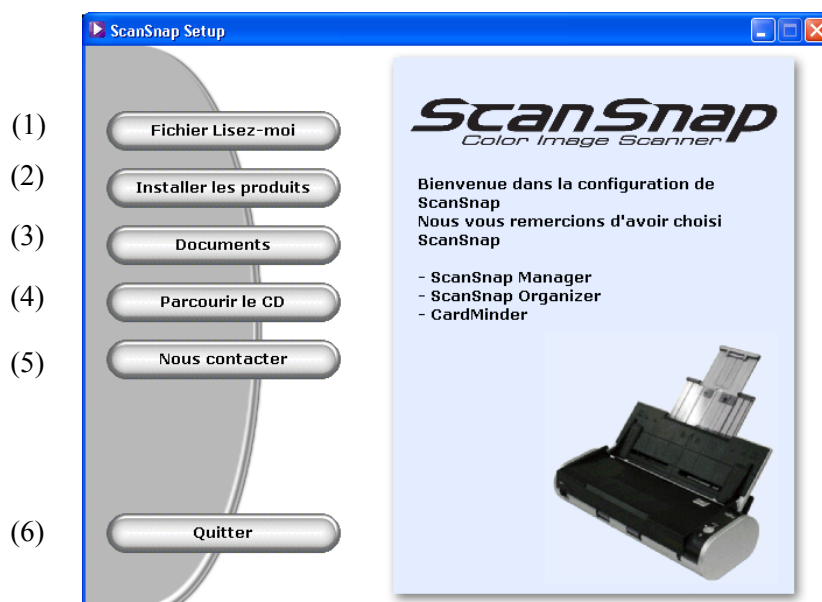 ScanSnap Setup
(1) Fichier Lisez-moi
(2) Installer les produits
(3) Documents
(4) Parcourir le CD
(5) Nous contacter
(6) Quitter
ScanSnap
Color Image Scanner
Bienvenue dans la configuration de
ScanSnap
Nous vous remercions d'avoir choisi
ScanSnap
- ScanSnap Manager
- ScanSnap Organizer
- CardMinder